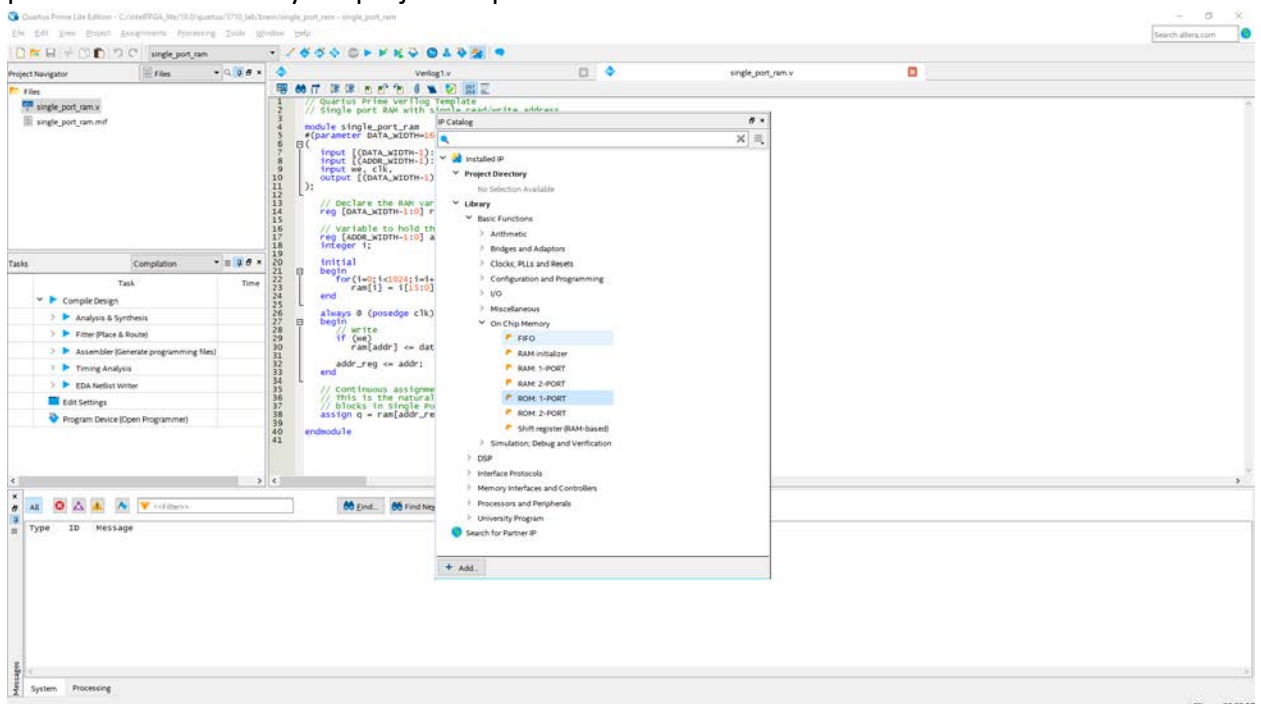 Quartus Prime Lite Edition - C:/intelFPGA_lite/18.0/quartus/3710_lab/bram/single_port_ram - single_port_ram
File Edit View Project Assignments Processing Tools Window Help
Search altera.com
single_port_ram
Project Navigator
Files
Verilog1.v
single_port_ram.v
Files
single_port_ram.v
single_port_ram.mif
1 // Quartus Prime Verilog Template
2 // Single port RAM with single read/write address
3
4 module single_port_ram
5 #(parameter DATA_WIDTH=16
6 (
7 input [(DATA_WIDTH-1):
8 input [(ADDR_WIDTH-1):
9 input we, clk,
10 output [(DATA_WIDTH-1)
11 );
12
13 // Declare the RAM var
14 reg [DATA_WIDTH-1:0] r
15
16 // Variable to hold th
17 reg [ADDR_WIDTH-1:0] a
18 integer i;
19
20 initial
21 begin
22 for(i=0;i<1024;i=i+
23 ram[i] = i[15:0]
24 end
25
26 always @ (posedge clk)
27 begin
28 // Write
29 if (we)
30 ram[addr] <= dat
31
32 addr_reg <= addr;
33 end
34
35 // Continuous assignme
36 // This is the natural
37 // blocks in Single Po
38 assign q = ram[addr_re
39
40 endmodule
41
IP Catalog
Installed IP
Project Directory
No Selection Available
Library
Basic Functions
Arithmetic
Bridges and Adaptors
Clocks; PLLs and Resets
Configuration and Programming
I/O
Miscellaneous
On Chip Memory
FIFO
RAM initializer
RAM: 1-PORT
RAM: 2-PORT
ROM: 1-PORT
ROM: 2-PORT
Shift register (RAM-based)
Simulation; Debug and Verification
DSP
Interface Protocols
Memory Interfaces and Controllers
Processors and Peripherals
University Program
Search for Partner IP
+ Add...
Tasks
Compilation
Task Time
Compile Design
Analysis & Synthesis
Fitter (Place & Route)
Assembler (Generate programming files)
Timing Analysis
EDA Netlist Writer
Edit Settings
Program Device (Open Programmer)
All
<<Filter>>
Find...
Find Nex
Type ID Message
Messages
System Processing